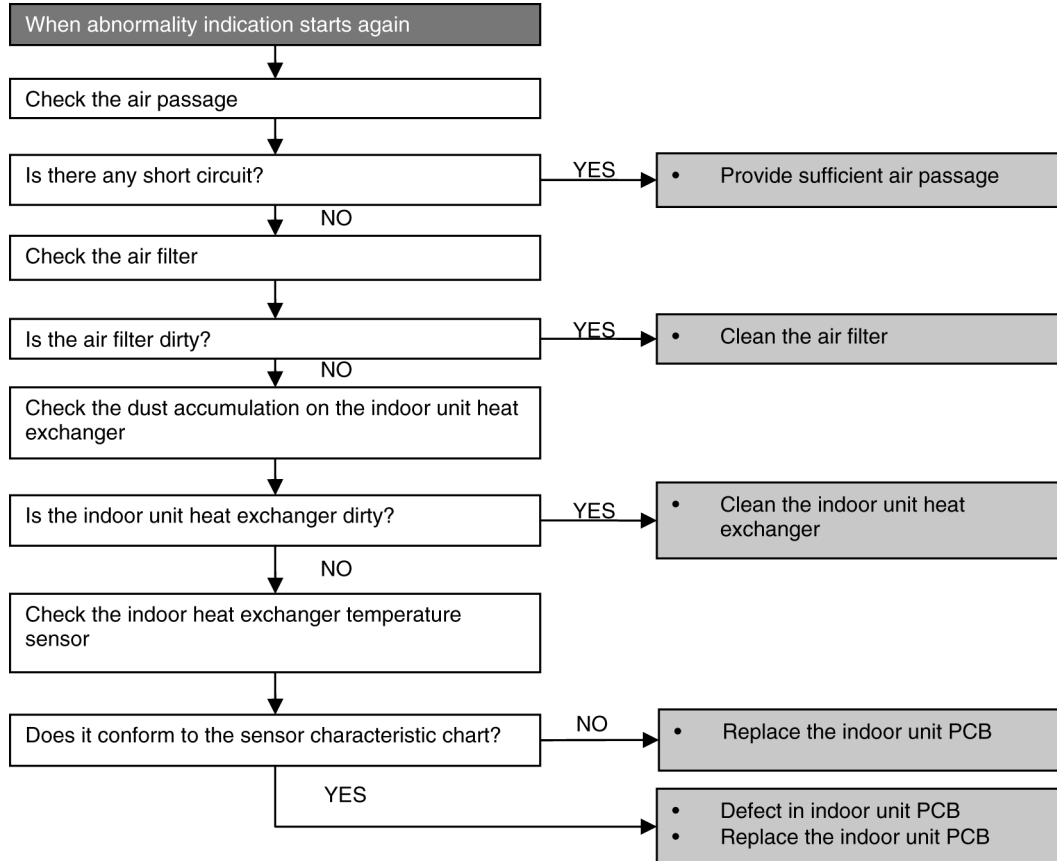 When abnormality indication starts again
Check the air passage
Is there any short circuit?
YES
• Provide sufficient air passage
NO
Check the air filter
Is the air filter dirty?
YES
• Clean the air filter
NO
Check the dust accumulation on the indoor unit heat
exchanger
Is the indoor unit heat exchanger dirty?
YES
• Clean the indoor unit heat
exchanger
NO
Check the indoor heat exchanger temperature
sensor
Does it conform to the sensor characteristic chart?
NO
• Replace the indoor unit PCB
YES
• Defect in indoor unit PCB
• Replace the indoor unit PCB